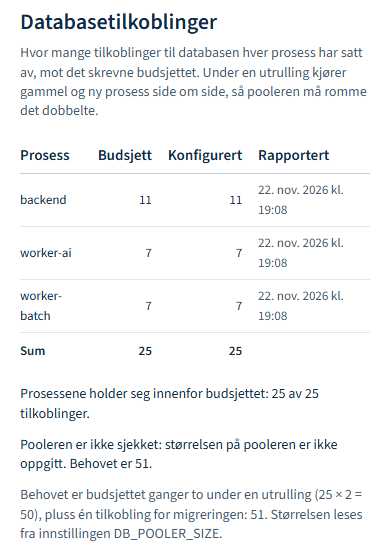 Databasetilkoblinger
Hvor mange tilkoblinger til databasen hver prosess har satt
av, mot det skrevne budsjettet. Under en utrulling kjører
gammel og ny prosess side om side, så pooleren må romme
det dobbelte.
Prosess Budsjett Konfigurert Rapportert
backend 11 11 22. nov. 2026 kl.
19:08
worker-ai 7 7 22. nov. 2026 kl.
19:08
worker-
batch 7 7 22. nov. 2026 kl.
19:08
Sum 25 25
Prosessene holder seg innenfor budsjettet: 25 av 25
tilkoblinger.
Pooleren er ikke sjekket: størrelsen på pooleren er ikke
oppgitt. Behovet er 51.
Behovet er budsjettet ganger to under en utrulling (25 × 2 =
50), pluss én tilkobling for migreringen: 51. Størrelsen leses
fra innstillingen DB_POOLER_SIZE.